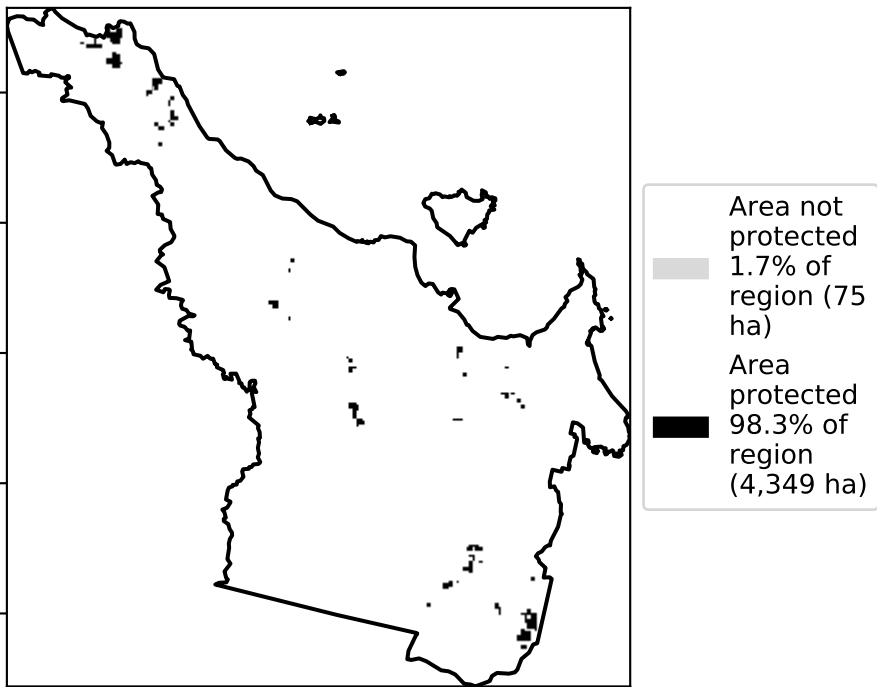 Area not
protected
1.7% of
region (75
ha)
Area
protected
98.3% of
region
(4,349 ha)